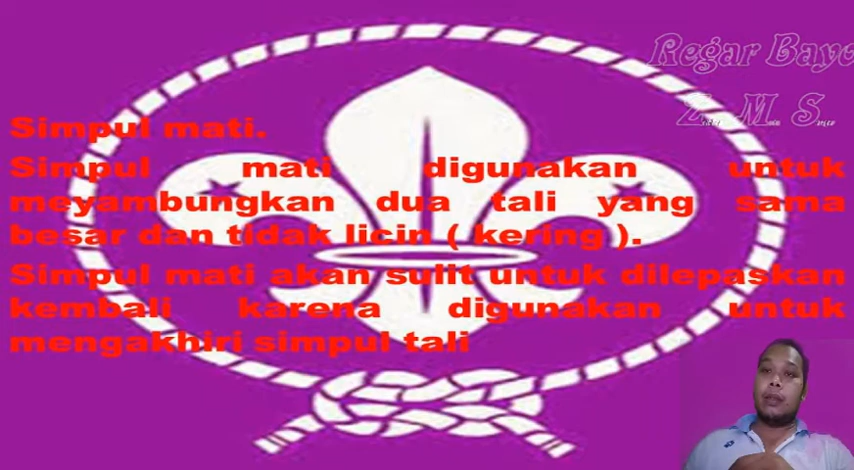 Regar Bayo
Z M S
Simpul mati.
Simpul mati digunakan untuk
meyambungkan dua tali yang sama
besar dan tidak licin ( kering ).
Simpul mati akan sulit untuk dilepaskan
kembali karena digunakan untuk
mengakhiri simpul tali